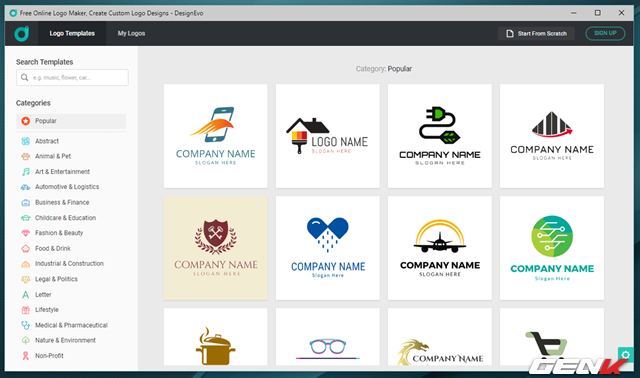 Free Online Logo Maker, Create Custom Logo Designs - DesignEvo
Logo Templates
My Logos
Start From Scratch
SIGN UP
Search Templates
e.g. music, flower, car...
Categories
Popular
Abstract
Animal & Pet
Art & Entertainment
Automotive & Logistics
Business & Finance
Childcare & Education
Fashion & Beauty
Food & Drink
Industrial & Construction
Legal & Politics
Letter
Lifestyle
Medical & Pharmaceutical
Nature & Environment
Non-Profit
Category: Popular
COMPANY NAME
SLOGAN HERE
LOGO NAME
SLOGAN HERE
COMPANY NAME
SLOGAN HERE
COMPANY NAME
SLOGAN HERE
COMPANY NAME
SLOGAN HERE
COMPANY NAME
SLOGAN HERE
COMPANY NAME
SLOGAN HERE
COMPANY NAME
Slogan Here
COMPANY NAME
GENK